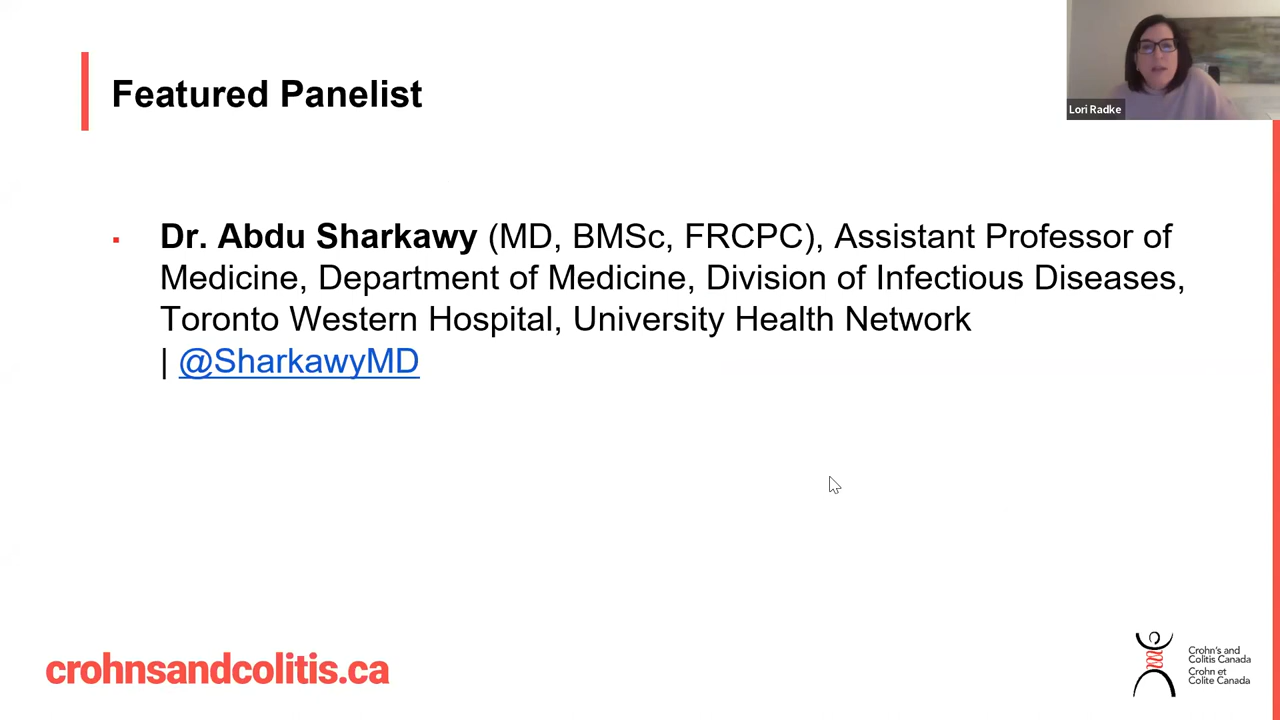 Featured Panelist
Lori Radke
▪ Dr. Abdu Sharkawy (MD, BMSc, FRCPC), Assistant Professor of
Medicine, Department of Medicine, Division of Infectious Diseases,
Toronto Western Hospital, University Health Network
| @SharkawyMD
crohnsandcolitis.ca
Crohn's and
Colitis Canada
Crohn et
Colite Canada